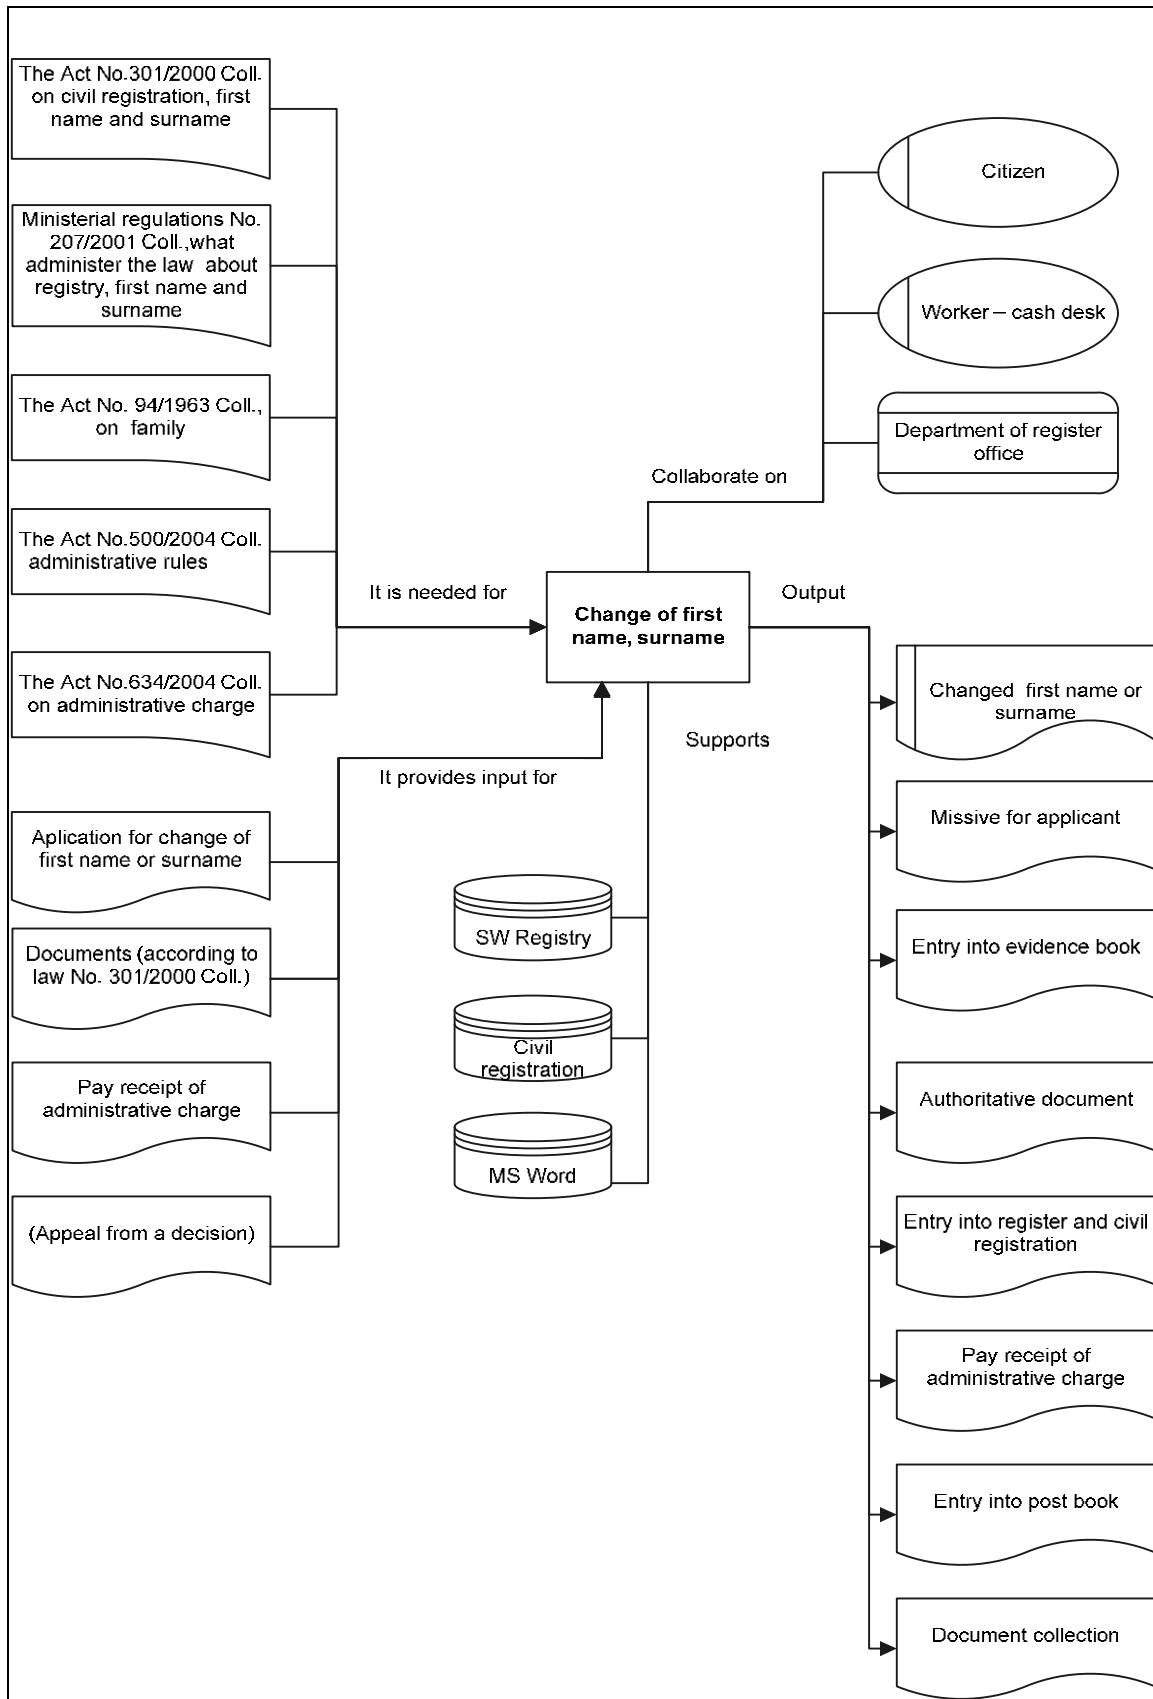 The Act No.301/2000 Coll.
on civil registration, first
name and surname
Ministerial regulations No.
207/2001 Coll.,what
administer the law about
registry, first name and
surname
The Act No. 94/1963 Coll.,
on family
The Act No.500/2004 Coll.
administrative rules
The Act No.634/2004 Coll.
on administrative charge
Aplication for change of
first name or surname
Documents (according to
law No. 301/2000 Coll.)
Pay receipt of
administrative charge
(Appeal from a decision)
It is needed for
It provides input for
Collaborate on
Change of first
name, surname
Output
Supports
SW Registry
Civil
registration
MS Word
Citizen
Worker – cash desk
Department of register
office
Changed first name or
surname
Missive for applicant
Entry into evidence book
Authoritative document
Entry into register and civil
registration
Pay receipt of
administrative charge
Entry into post book
Document collection